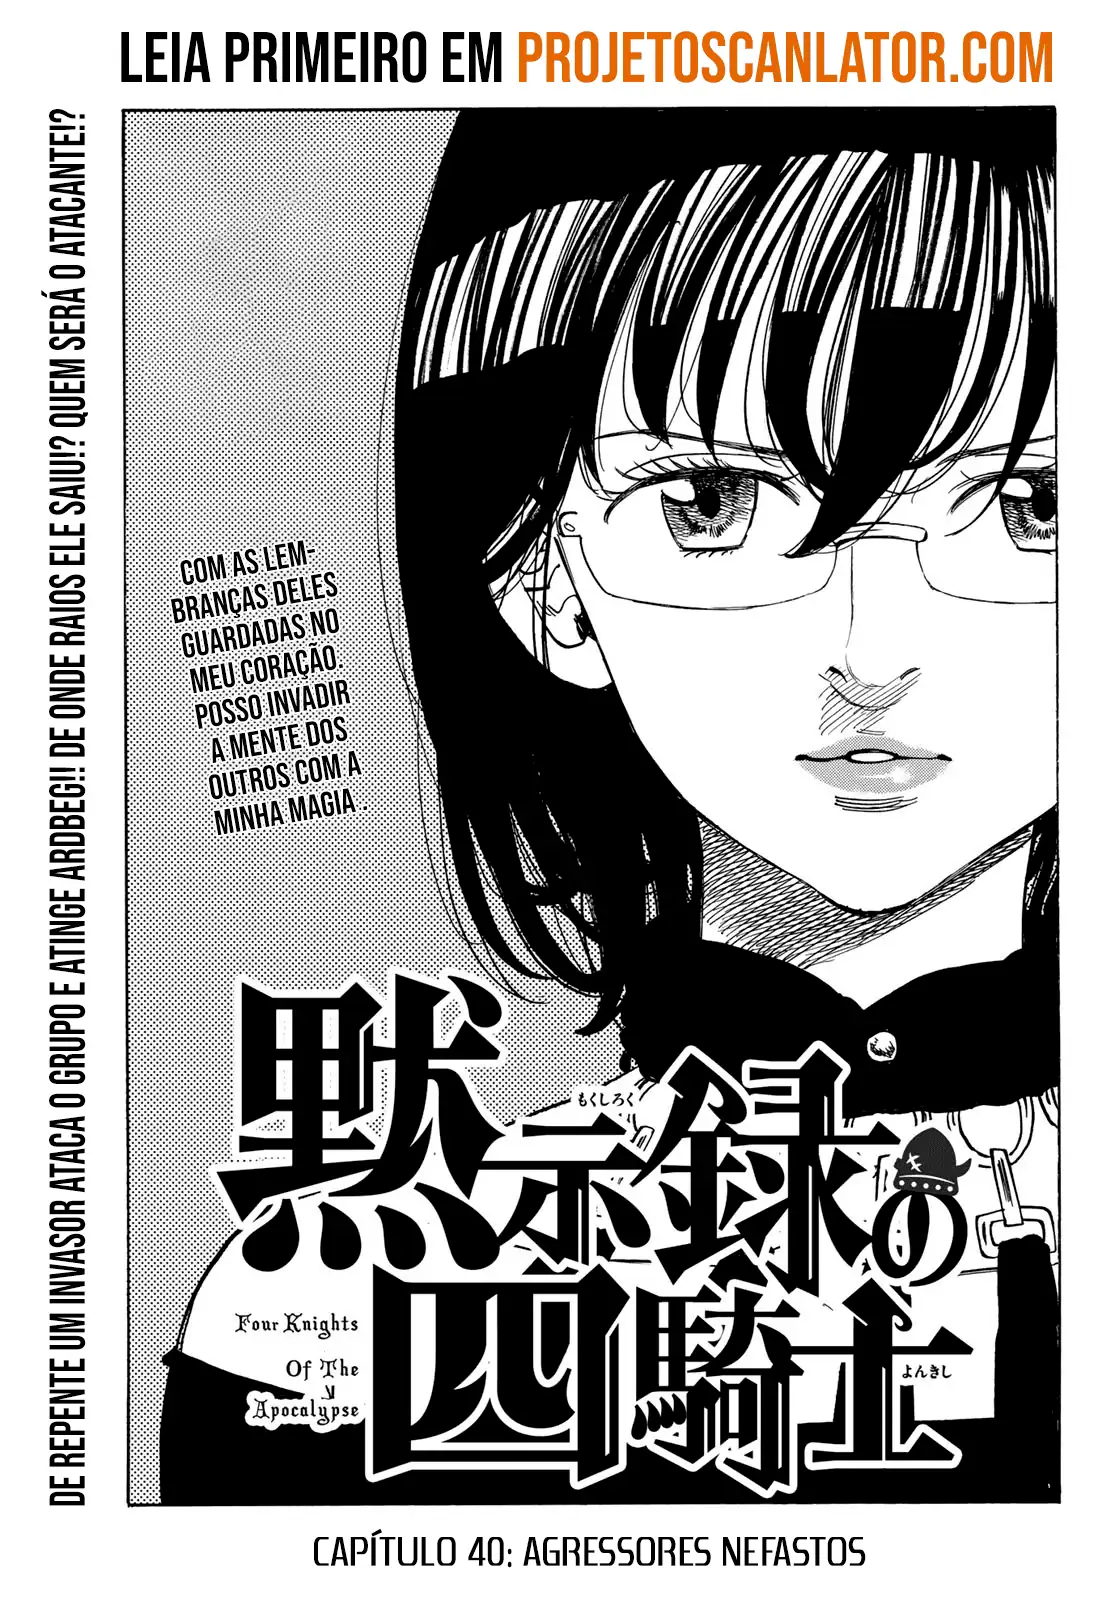 LEIA PRIMEIRO EM PROJETOSCANLATOR.COM
DE REPENTE UM INVASOR ATACA O GRUPO E ATINGE ARDBEG!! DE ONDE RAIOS ELE SAIU!? QUEM SERÁ O ATACANTE!?
COM AS LEM-
BRANÇAS DELES
GUARDADAS NO
MEU CORAÇÃO.
POSSO INVADIR
A MENTE DOS
OUTROS COM A
MINHA MAGIA .
もくしろく
黙示録の
四騎士
よんきし
Four Knights
Of The
Apocalypse
CAPÍTULO 40: AGRESSORES NEFASTOS